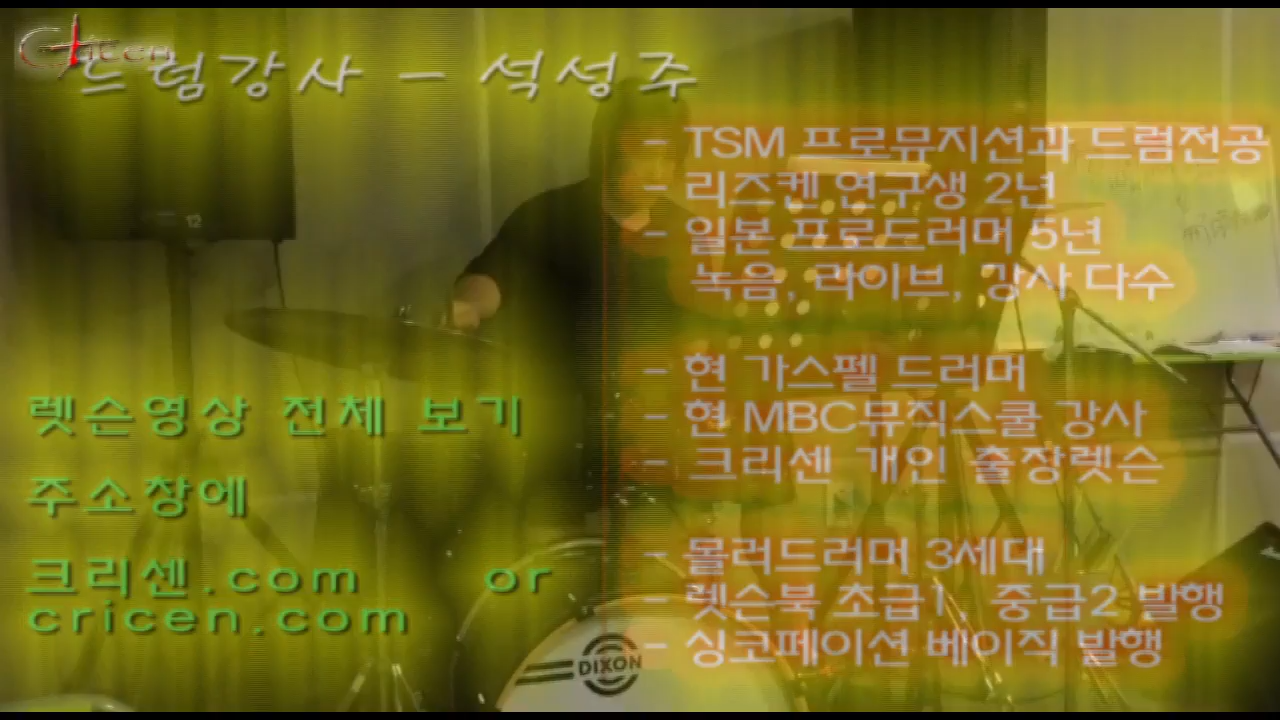 Cricen
드럼강사 - 석성주
- TSM 프로뮤지션과 드럼전공
- 리즈켄 연구생 2년
- 일본 프로드러머 5년
녹음, 라이브, 강사 다수
- 현 가스펠 드러머
- 현 MBC뮤직스쿨 강사
- 크리센 개인 출장렛슨
- 몰러드러머 3세대
- 렛슨북 초급1, 중급2 발행
- 싱코페이션 베이직 발행
렛슨영상 전체 보기
주소창에
크리센.com or
cricen.com
DIXON
12